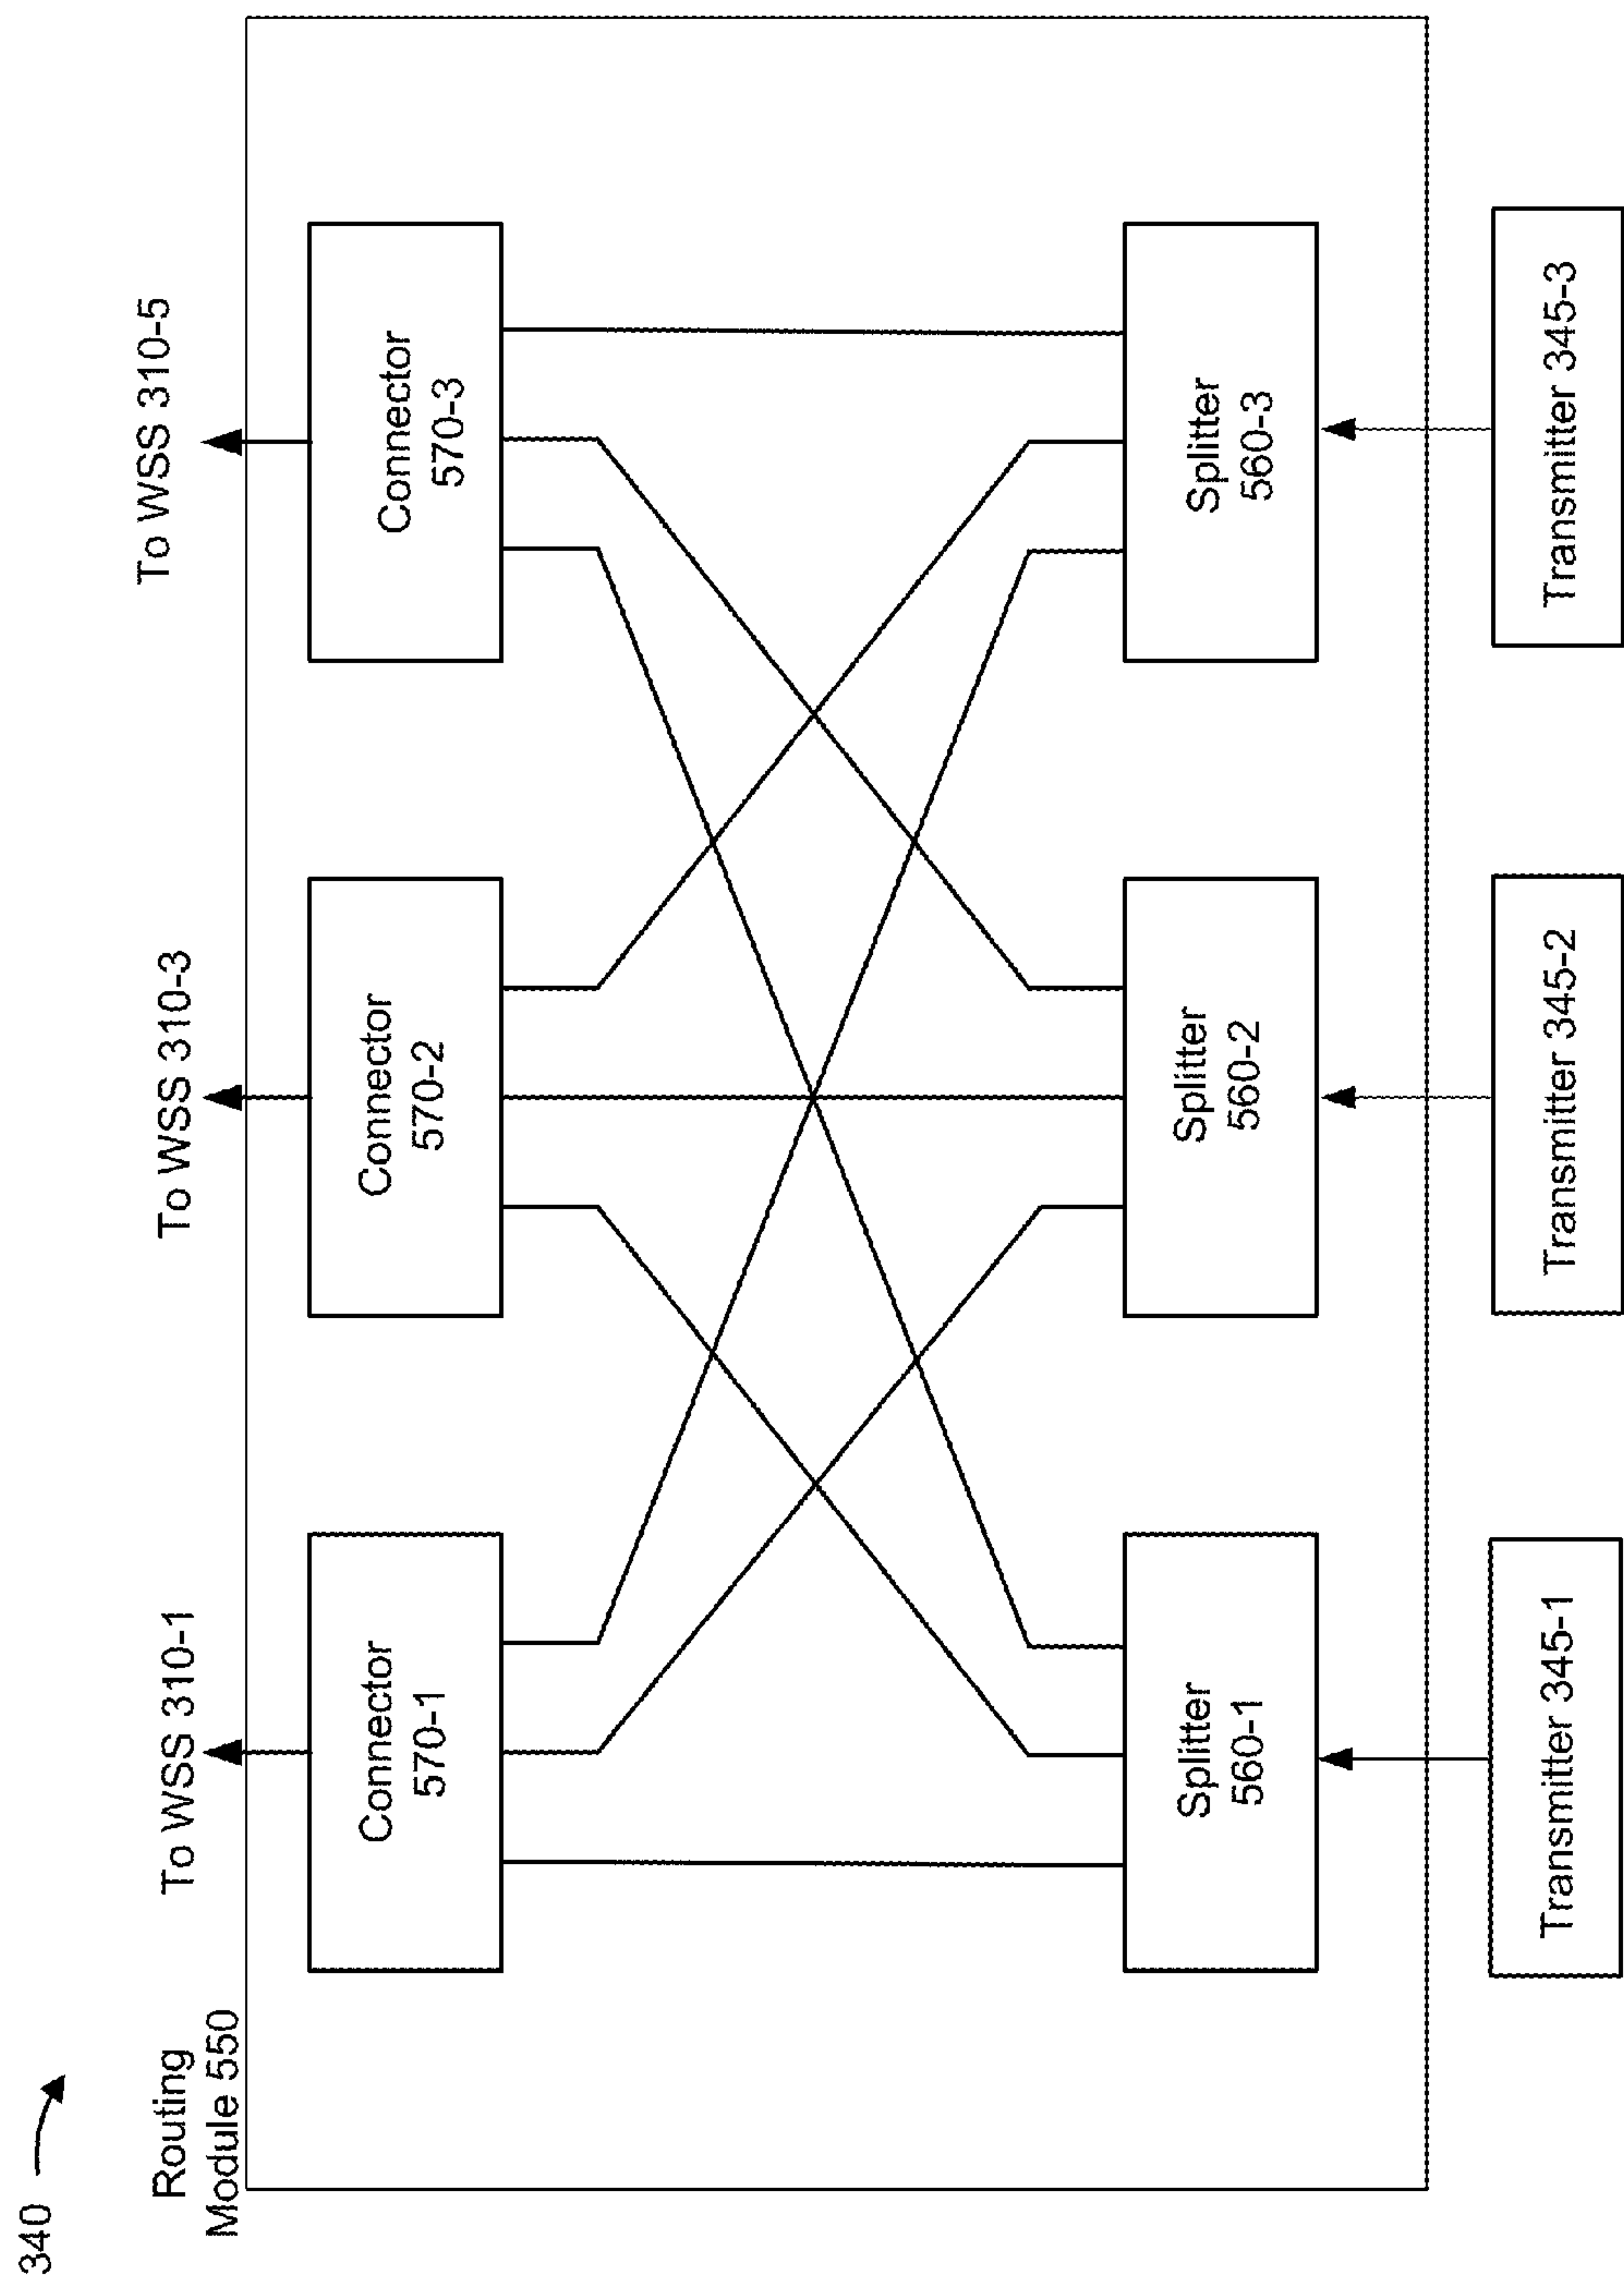 340
Routing
Module 550
To WSS 310-1
To WSS 310-3
To WSS 310-5
Connector
570-1
Connector
570-2
Connector
570-3
Splitter
560-1
Splitter
560-2
Splitter
560-3
Transmitter 345-1
Transmitter 345-2
Transmitter 345-3